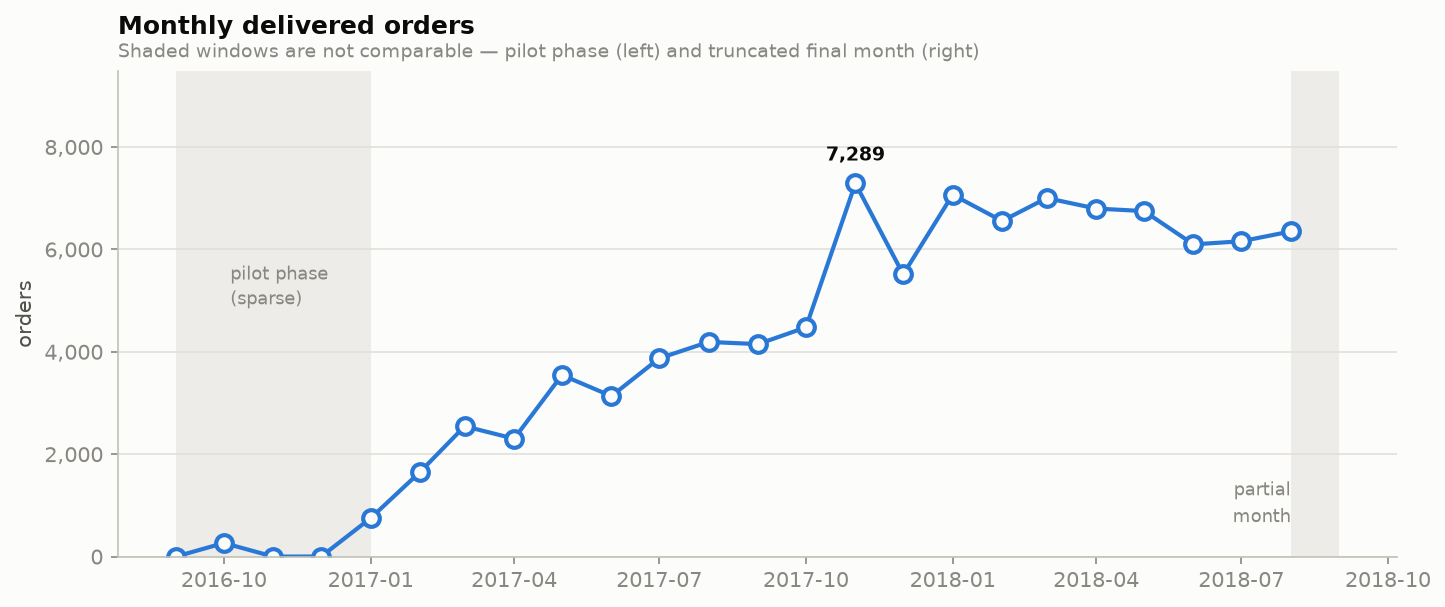 Monthly delivered orders
Shaded windows are not comparable — pilot phase (left) and truncated final month (right)
orders
8,000
6,000
4,000
2,000
0
pilot phase
(sparse)
7,289
partial
month
2016-10
2017-01
2017-04
2017-07
2017-10
2018-01
2018-04
2018-07
2018-10